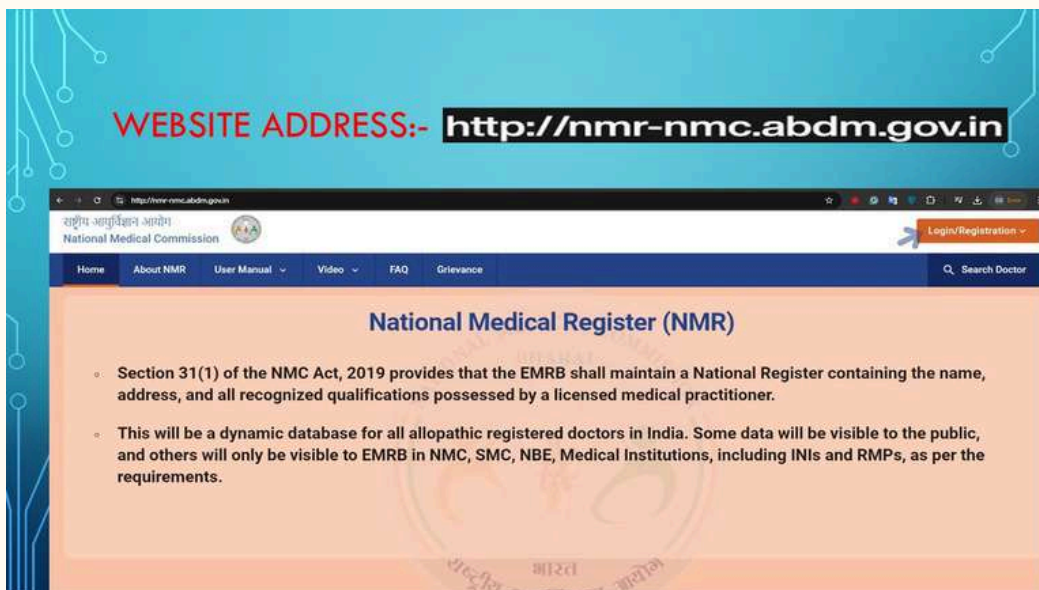 WEBSITE ADDRESS:- http://nmr-nmc.abdm.gov.in
http://nmr-nmc.abdm.gov.in
राष्ट्रीय आयुर्विज्ञान आयोग
National Medical Commission
Login/Registration
Home About NMR User Manual Video FAQ Grievance Search Doctor
National Medical Register (NMR)
Section 31(1) of the NMC Act, 2019 provides that the EMRB shall maintain a National Register containing the name,
address, and all recognized qualifications possessed by a licensed medical practitioner.
This will be a dynamic database for all allopathic registered doctors in India. Some data will be visible to the public,
and others will only be visible to EMRB in NMC, SMC, NBE, Medical Institutions, including INIs and RMPs, as per the
requirements.
भारत